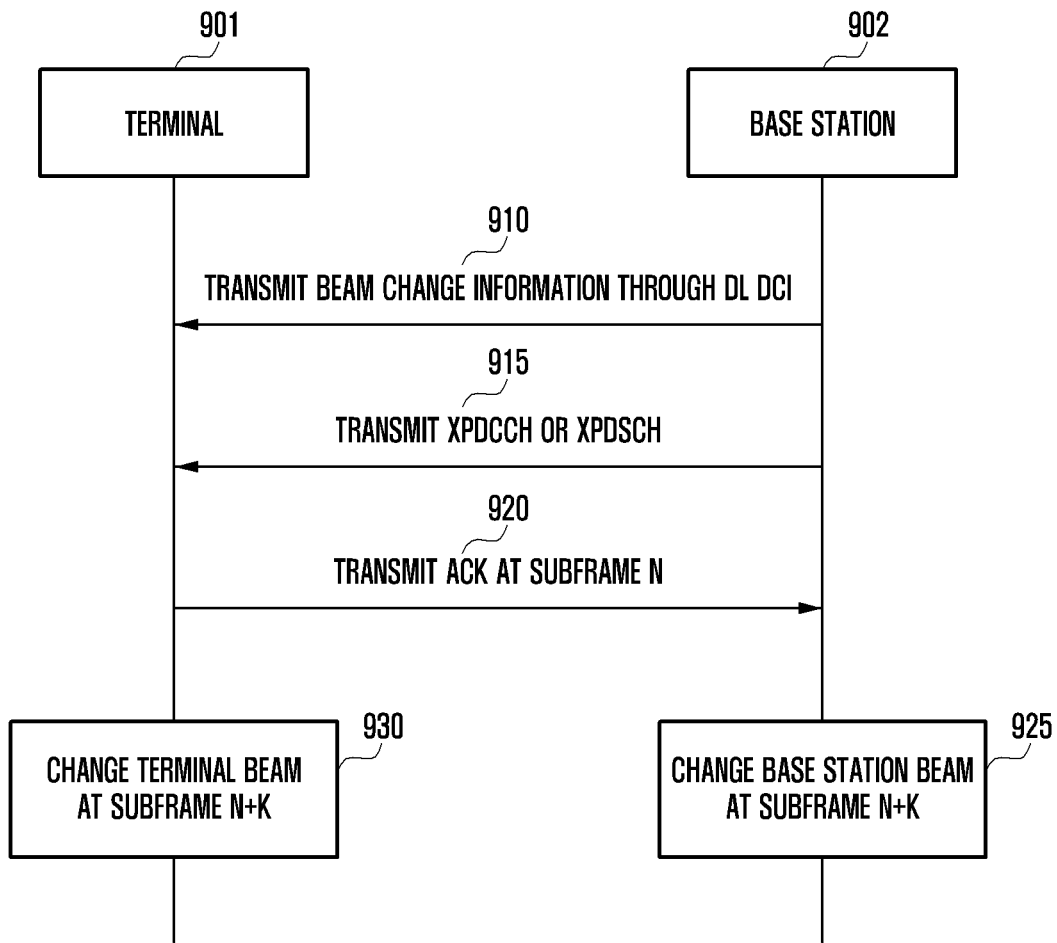 901
902
TERMINAL
BASE STATION
910
TRANSMIT BEAM CHANGE INFORMATION THROUGH DL DCI
915
TRANSMIT XPDCCH OR XPDSCH
920
TRANSMIT ACK AT SUBFRAME N
930
925
CHANGE TERMINAL BEAM
AT SUBFRAME N+K
CHANGE BASE STATION BEAM
AT SUBFRAME N+K